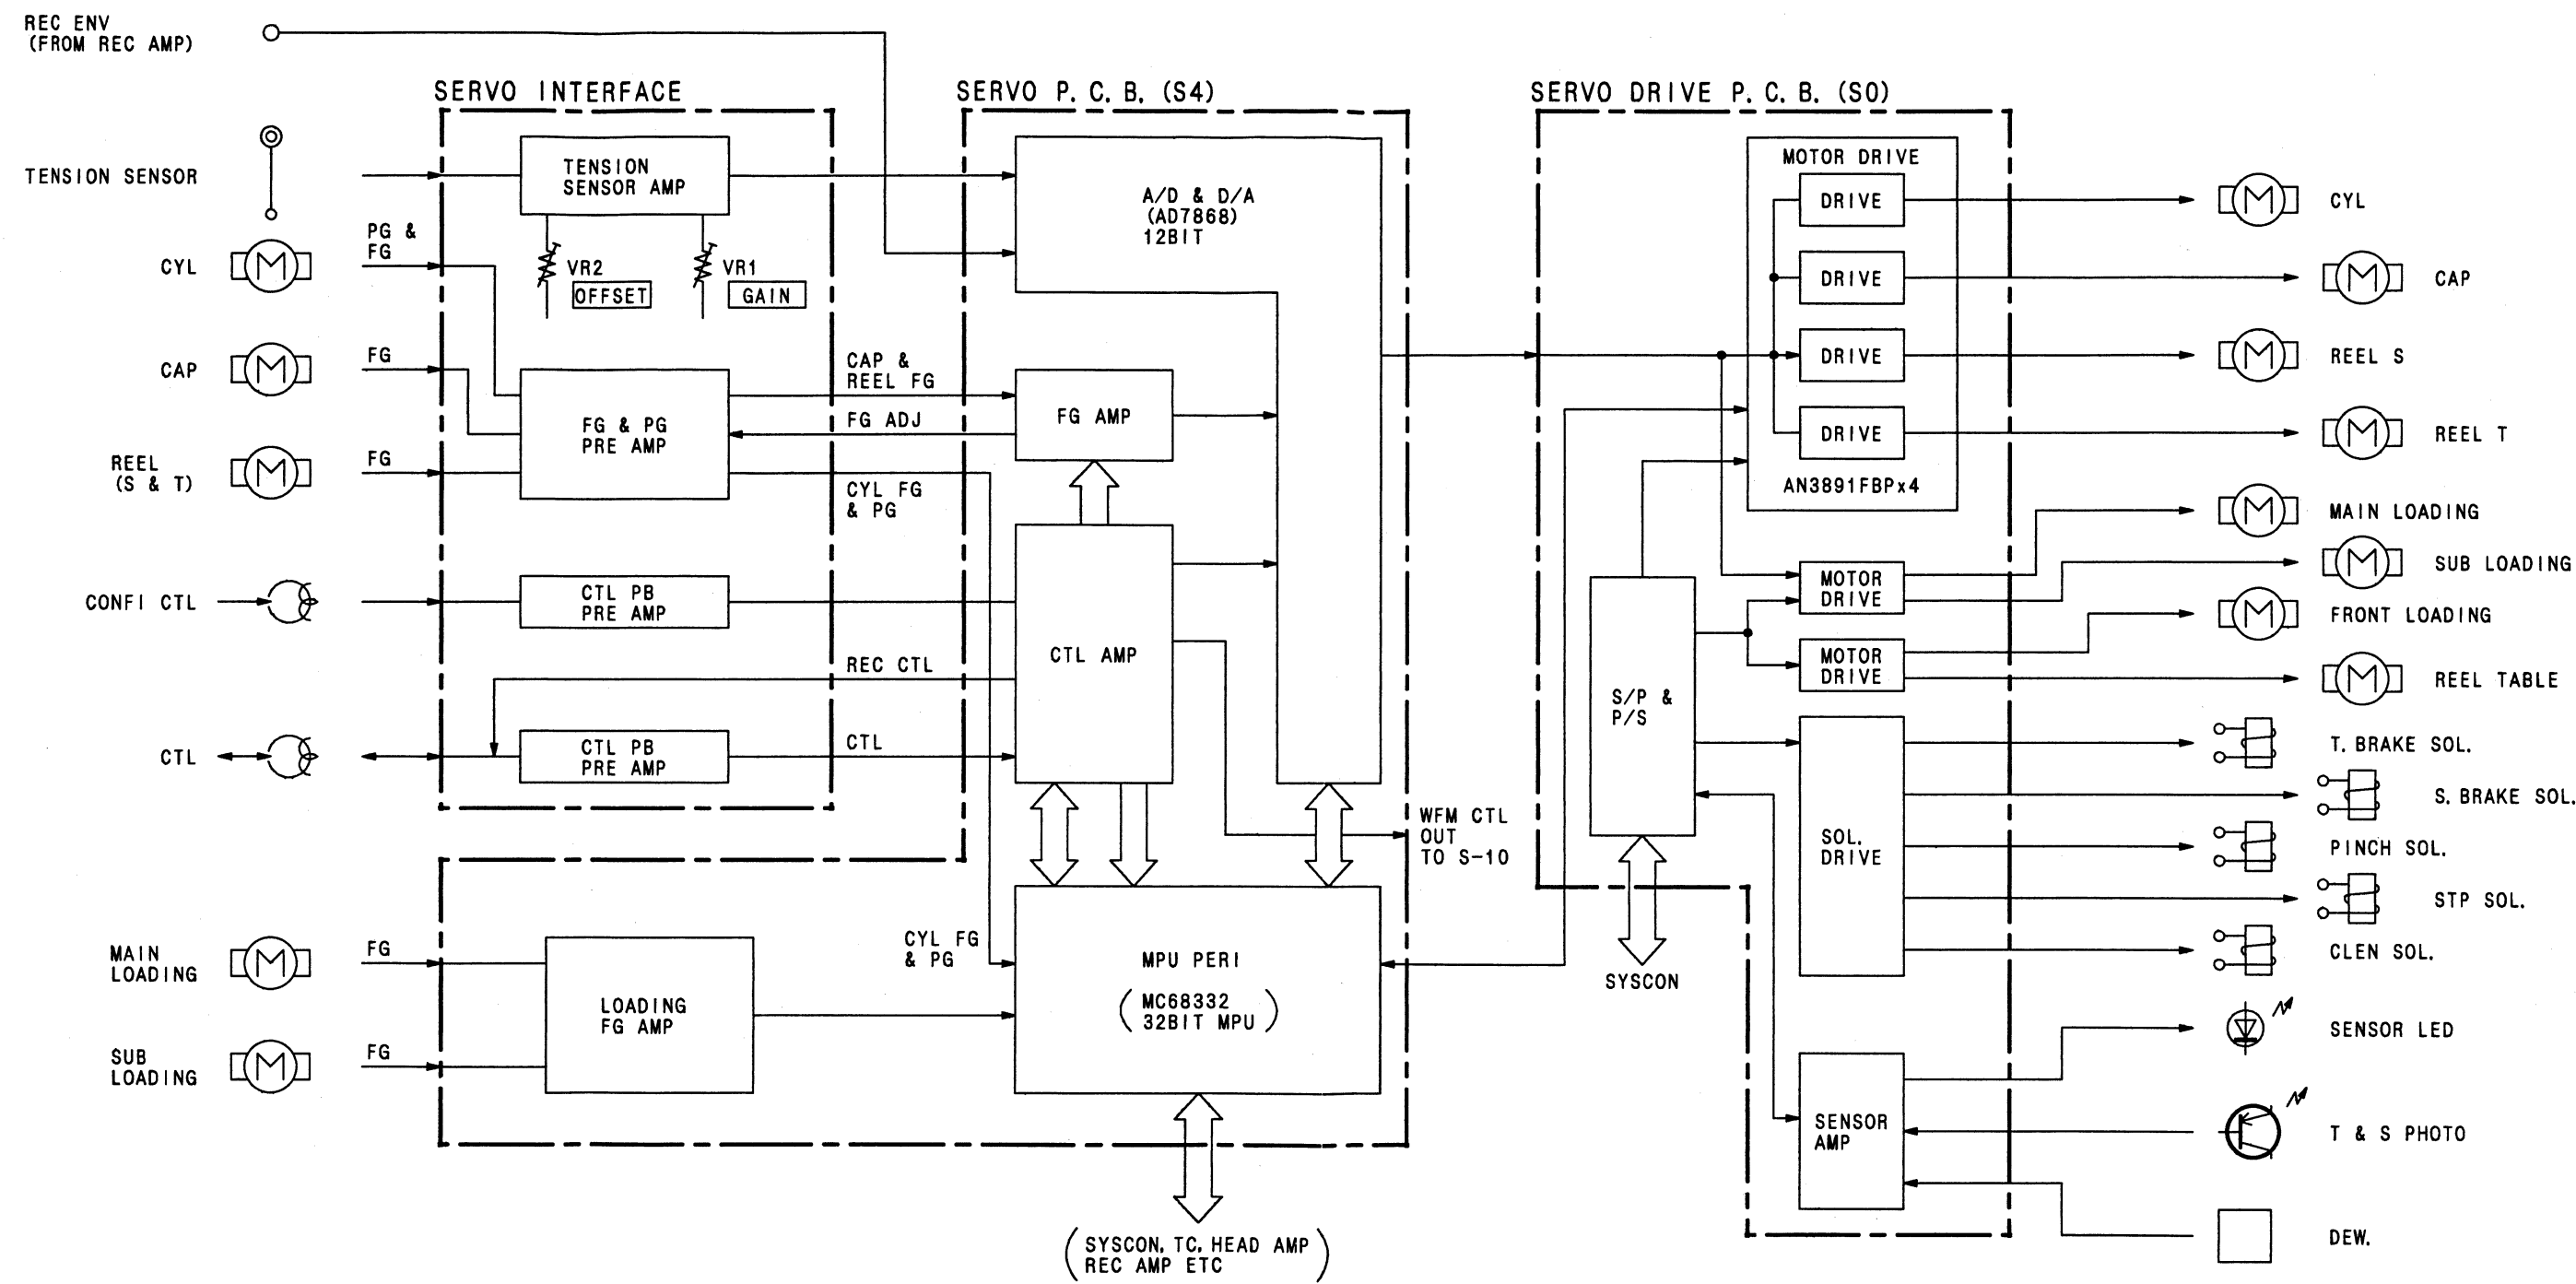 REC ENV
(FROM REC AMP)
TENSION SENSOR
CYL
CAP
REEL
(S & T)
CONFI CTL
CTL
MAIN
LOADING
SUB
LOADING
PG &
FG
FG
FG
FG
FG
SERVO INTERFACE
TENSION
SENSOR AMP
VR2
OFFSET
VR1
GAIN
FG & PG
PRE AMP
CTL PB
PRE AMP
CTL PB
PRE AMP
CAP &
REEL FG
FG ADJ
CYL FG
& PG
REC CTL
CTL
LOADING
FG AMP
CYL FG
& PG
SERVO P.C.B.(S4)
A/D & D/A
(AD7868)
12BIT
FG AMP
CTL AMP
MPU PERI
(MC68332
32BIT MPU)
WFM CTL
OUT
TO S-10
(SYSCON, TC, HEAD AMP
REC AMP ETC)
SERVO DRIVE P.C.B.(S0)
MOTOR DRIVE
DRIVE
DRIVE
DRIVE
DRIVE
AN3891FBPx4
MOTOR
DRIVE
MOTOR
DRIVE
S/P &
P/S
SYSCON
SOL.
DRIVE
SENSOR
AMP
CYL
CAP
REEL S
REEL T
MAIN LOADING
SUB LOADING
FRONT LOADING
REEL TABLE
T.BRAKE SOL.
S.BRAKE SOL.
PINCH SOL.
STP SOL.
CLEN SOL.
SENSOR LED
T & S PHOTO
DEW.
M
M
M
M
M
M
M
M
M
M
M
M
M